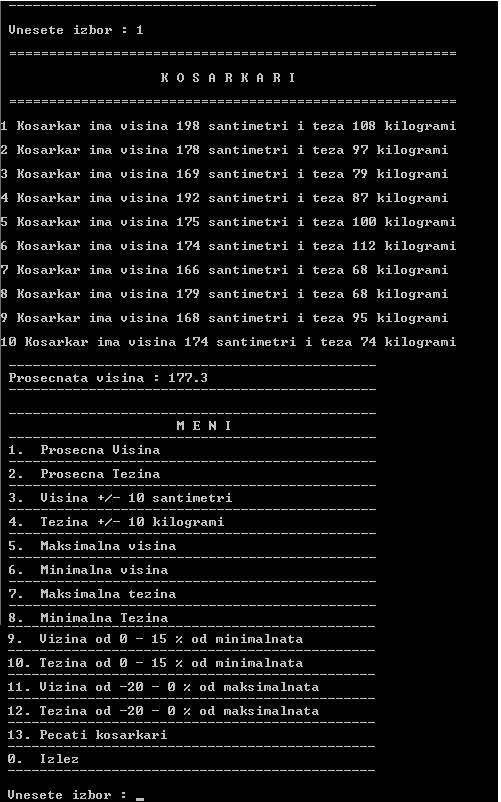 Vnesete izbor : 1
K O S A R K A R I
1 Kosarkar ima visina 198 santimetri i teza 108 kilogrami
2 Kosarkar ima visina 178 santimetri i teza 97 kilogrami
3 Kosarkar ima visina 169 santimetri i teza 79 kilogrami
4 Kosarkar ima visina 192 santimetri i teza 87 kilogrami
5 Kosarkar ima visina 175 santimetri i teza 100 kilogrami
6 Kosarkar ima visina 174 santimetri i teza 112 kilogrami
7 Kosarkar ima visina 166 santimetri i teza 68 kilogrami
8 Kosarkar ima visina 179 santimetri i teza 68 kilogrami
9 Kosarkar ima visina 168 santimetri i teza 95 kilogrami
10 Kosarkar ima visina 174 santimetri i teza 74 kilogrami
Prosecnata visina : 177.3
M E N I
1. Prosecna Visina
2. Prosecna Tezina
3. Visina +/- 10 santimetri
4. Tezina +/- 10 kilogrami
5. Maksimalna visina
6. Minimalna visina
7. Maksimalna tezina
8. Minimalna Tezina
9. Vizina od 0 - 15 % od minimalnata
10. Tezina od 0 - 15 % od minimalnata
11. Vizina od -20 - 0 % od maksimalnata
12. Tezina od -20 - 0 % od maksimalnata
13. Pecati kosarkari
0. Izlez
Vnesete izbor : _